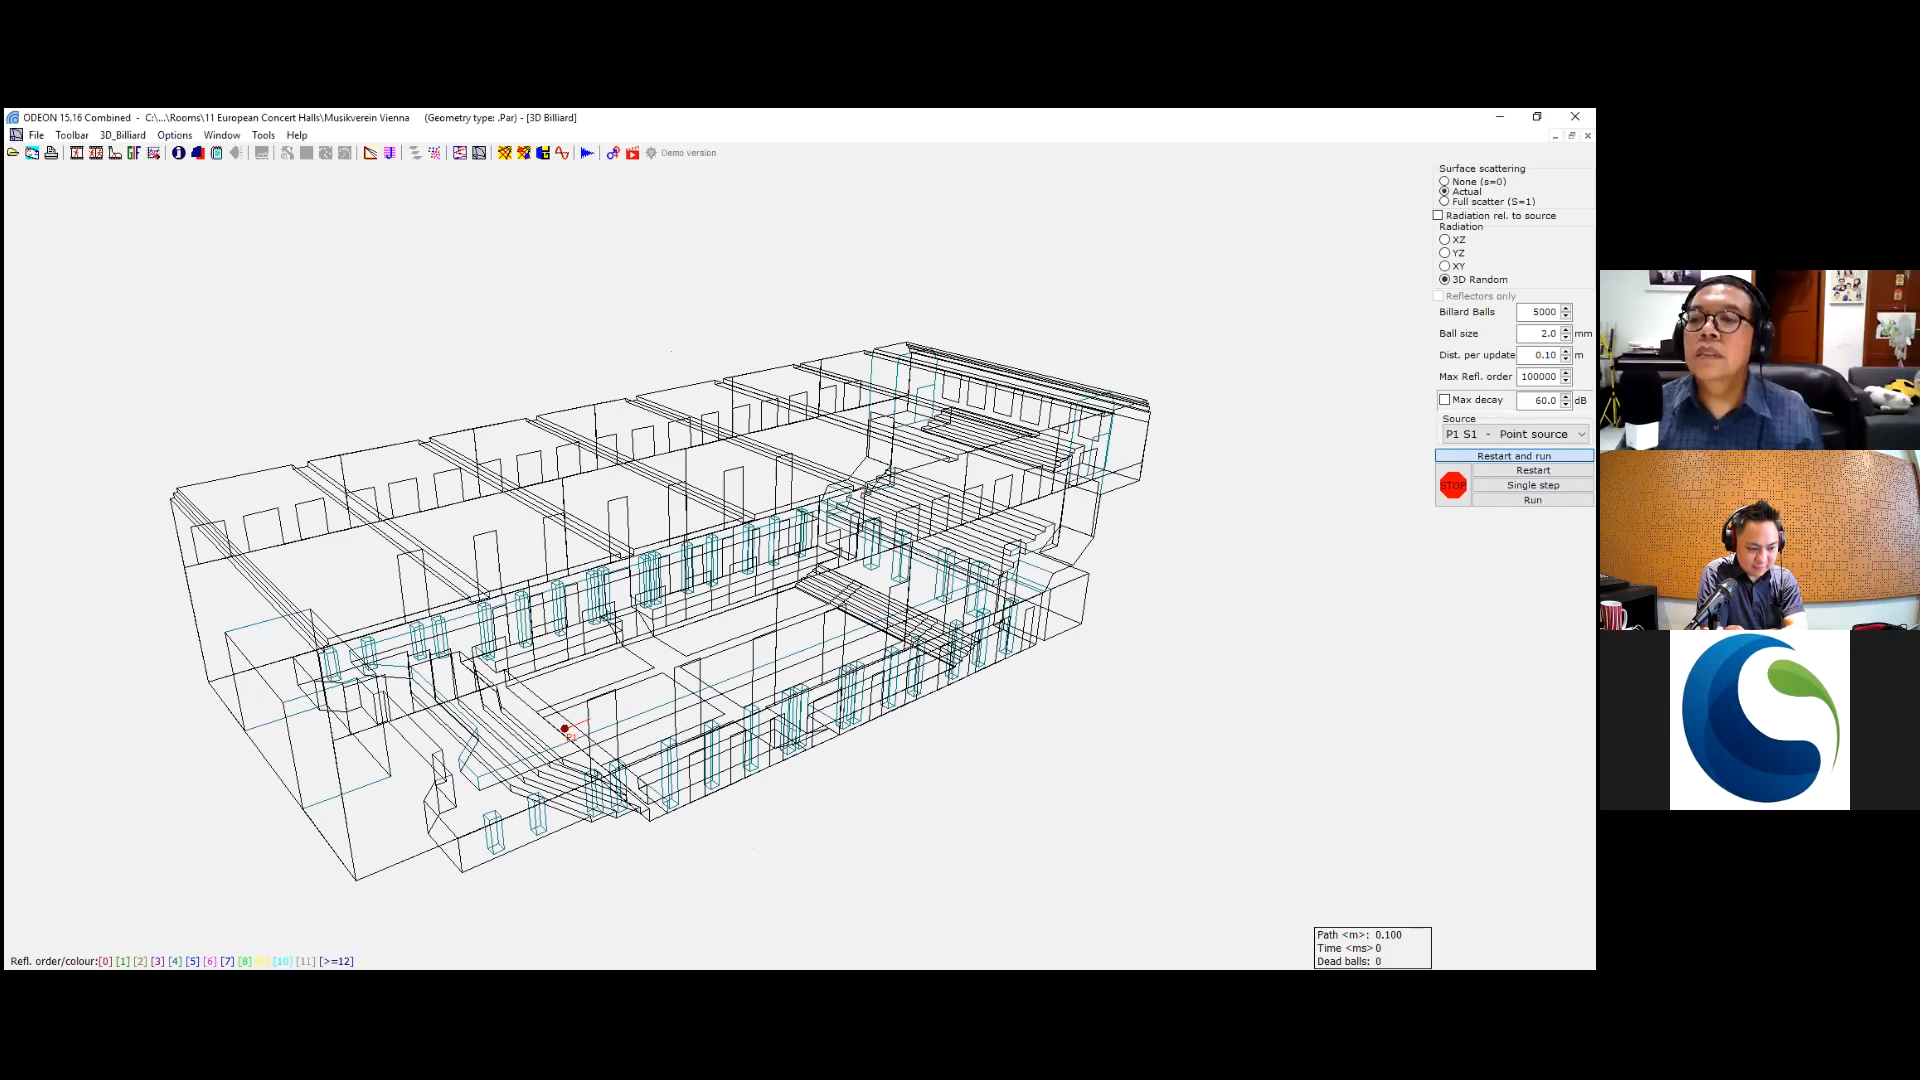 ODEON 15.16 Combined - C:\...\Rooms\11 European Concert Halls\Musikverein Vienna (Geometry type: .Par) - [3D Billiard]
File Toolbar 3D_Billiard Options Window Tools Help
GIF Demo version
Surface scattering
None (s=0)
Actual
Full scatter (S=1)
Radiation rel. to source
Radiation
XZ
YZ
XY
3D Random
Reflectors only
Billard Balls 5000
Ball size 2.0 mm
Dist. per update 0.10 m
Max Refl. order 100000
Max decay 60.0 dB
Source
P1 S1 - Point source
Restart and run
STOP
Restart
Single step
Run
P1
Path <m>: 0.100
Time <ms> 0
Dead balls: 0
Refl. order/colour:[0] [1] [2] [3] [4] [5] [6] [7] [8] [10] [11] [>=12]